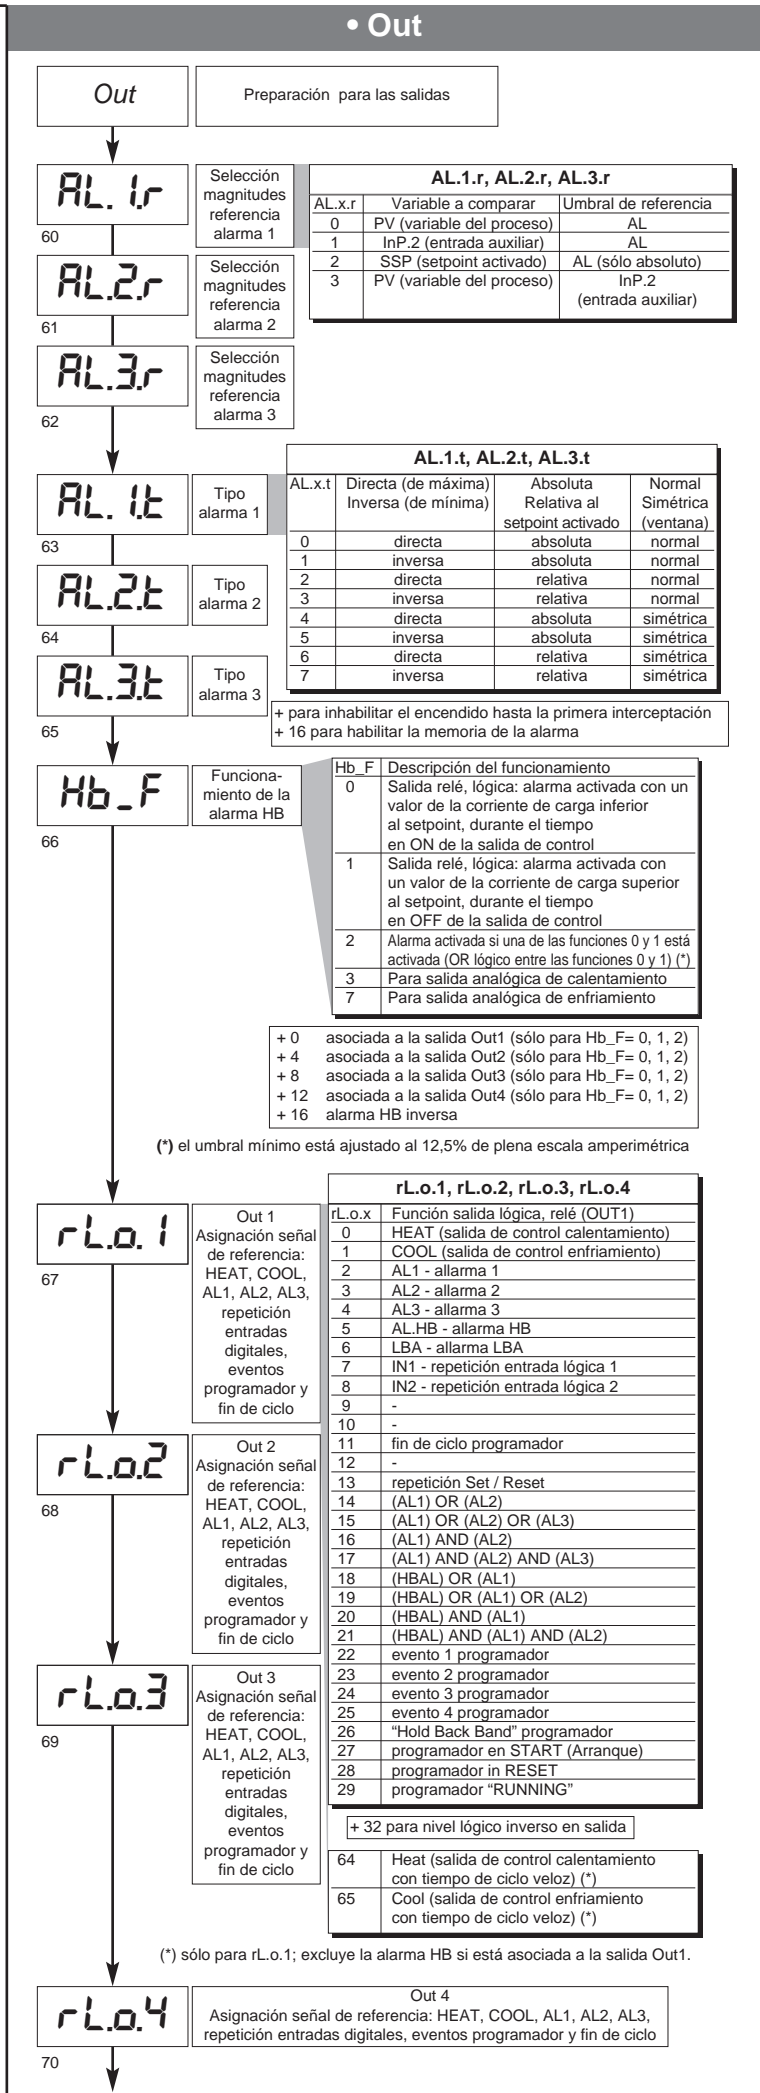 • Out
Out
Preparación para las salidas
AL.1.r
60
Selección
magnitudes
referencia
alarma 1
AL.1.r, AL.2.r, AL.3.r
AL.x.r Variable a comparar Umbral de referencia
0 PV (variable del proceso) AL
1 InP.2 (entrada auxiliar) AL
2 SSP (setpoint activado) AL (sólo absoluto)
3 PV (variable del proceso) InP.2
(entrada auxiliar)
AL.2.r
61
Selección
magnitudes
referencia
alarma 2
AL.3.r
62
Selección
magnitudes
referencia
alarma 3
AL.1.t
63
Tipo
alarma 1
AL.1.t, AL.2.t, AL.3.t
AL.x.t Directa (de máxima) Absoluta Normal
Inversa (de mínima) Relativa al Simétrica
setpoint activado (ventana)
0 directa absoluta normal
1 inversa absoluta normal
2 directa relativa normal
3 inversa relativa normal
4 directa absoluta simétrica
5 inversa absoluta simétrica
6 directa relativa simétrica
7 inversa relativa simétrica
AL.2.t
64
Tipo
alarma 2
AL.3.t
65
Tipo
alarma 3
+ para inhabilitar el encendido hasta la primera interceptación
+ 16 para habilitar la memoria de la alarma
Hb_F
66
Funciona-
miento de la
alarma HB
Hb_F Descripción del funcionamiento
0 Salida relé, lógica: alarma activada con un
valor de la corriente de carga inferior
al setpoint, durante el tiempo
en ON de la salida de control
1 Salida relé, lógica: alarma activada con
un valor de la corriente de carga superior
al setpoint, durante el tiempo
en OFF de la salida de control
2 Alarma activada si una de las funciones 0 y 1 está
activada (OR lógico entre las funciones 0 y 1) (*)
3 Para salida analógica de calentamiento
7 Para salida analógica de enfriamiento
+ 0 asociada a la salida Out1 (sólo para Hb_F= 0, 1, 2)
+ 4 asociada a la salida Out2 (sólo para Hb_F= 0, 1, 2)
+ 8 asociada a la salida Out3 (sólo para Hb_F= 0, 1, 2)
+ 12 asociada a la salida Out4 (sólo para Hb_F= 0, 1, 2)
+ 16 alarma HB inversa
(*) el umbral mínimo está ajustado al 12,5% de plena escala amperimétrica
rL.o.1
67
Out 1
Asignación señal
de referencia:
HEAT, COOL,
AL1, AL2, AL3,
repetición
entradas
digitales,
eventos
programador y
fin de ciclo
rL.o.2
68
Out 2
Asignación señal
de referencia:
HEAT, COOL,
AL1, AL2, AL3,
repetición
entradas
digitales,
eventos
programador y
fin de ciclo
rL.o.3
69
Out 3
Asignación señal
de referencia:
HEAT, COOL,
AL1, AL2, AL3,
repetición
entradas
digitales,
eventos
programador y
fin de ciclo
rL.o.1, rL.o.2, rL.o.3, rL.o.4
rL.o.x Función salida lógica, relé (OUT1)
0 HEAT (salida de control calentamiento)
1 COOL (salida de control enfriamiento)
2 AL1 - allarma 1
3 AL2 - allarma 2
4 AL3 - allarma 3
5 AL.HB - allarma HB
6 LBA - allarma LBA
7 IN1 - repetición entrada lógica 1
8 IN2 - repetición entrada lógica 2
9 -
10 -
11 fin de ciclo programador
12 -
13 repetición Set / Reset
14 (AL1) OR (AL2)
15 (AL1) OR (AL2) OR (AL3)
16 (AL1) AND (AL2)
17 (AL1) AND (AL2) AND (AL3)
18 (HBAL) OR (AL1)
19 (HBAL) OR (AL1) OR (AL2)
20 (HBAL) AND (AL1)
21 (HBAL) AND (AL1) AND (AL2)
22 evento 1 programador
23 evento 2 programador
24 evento 3 programador
25 evento 4 programador
26 “Hold Back Band” programador
27 programador en START (Arranque)
28 programador in RESET
29 programador “RUNNING”
+ 32 para nivel lógico inverso en salida
64 Heat (salida de control calentamiento
con tiempo de ciclo veloz) (*)
65 Cool (salida de control enfriamiento
con tiempo de ciclo veloz) (*)
(*) sólo para rL.o.1; excluye la alarma HB si está asociada a la salida Out1.
rL.o.4
70
Out 4
Asignación señal de referencia: HEAT, COOL, AL1, AL2, AL3,
repetición entradas digitales, eventos programador y fin de ciclo